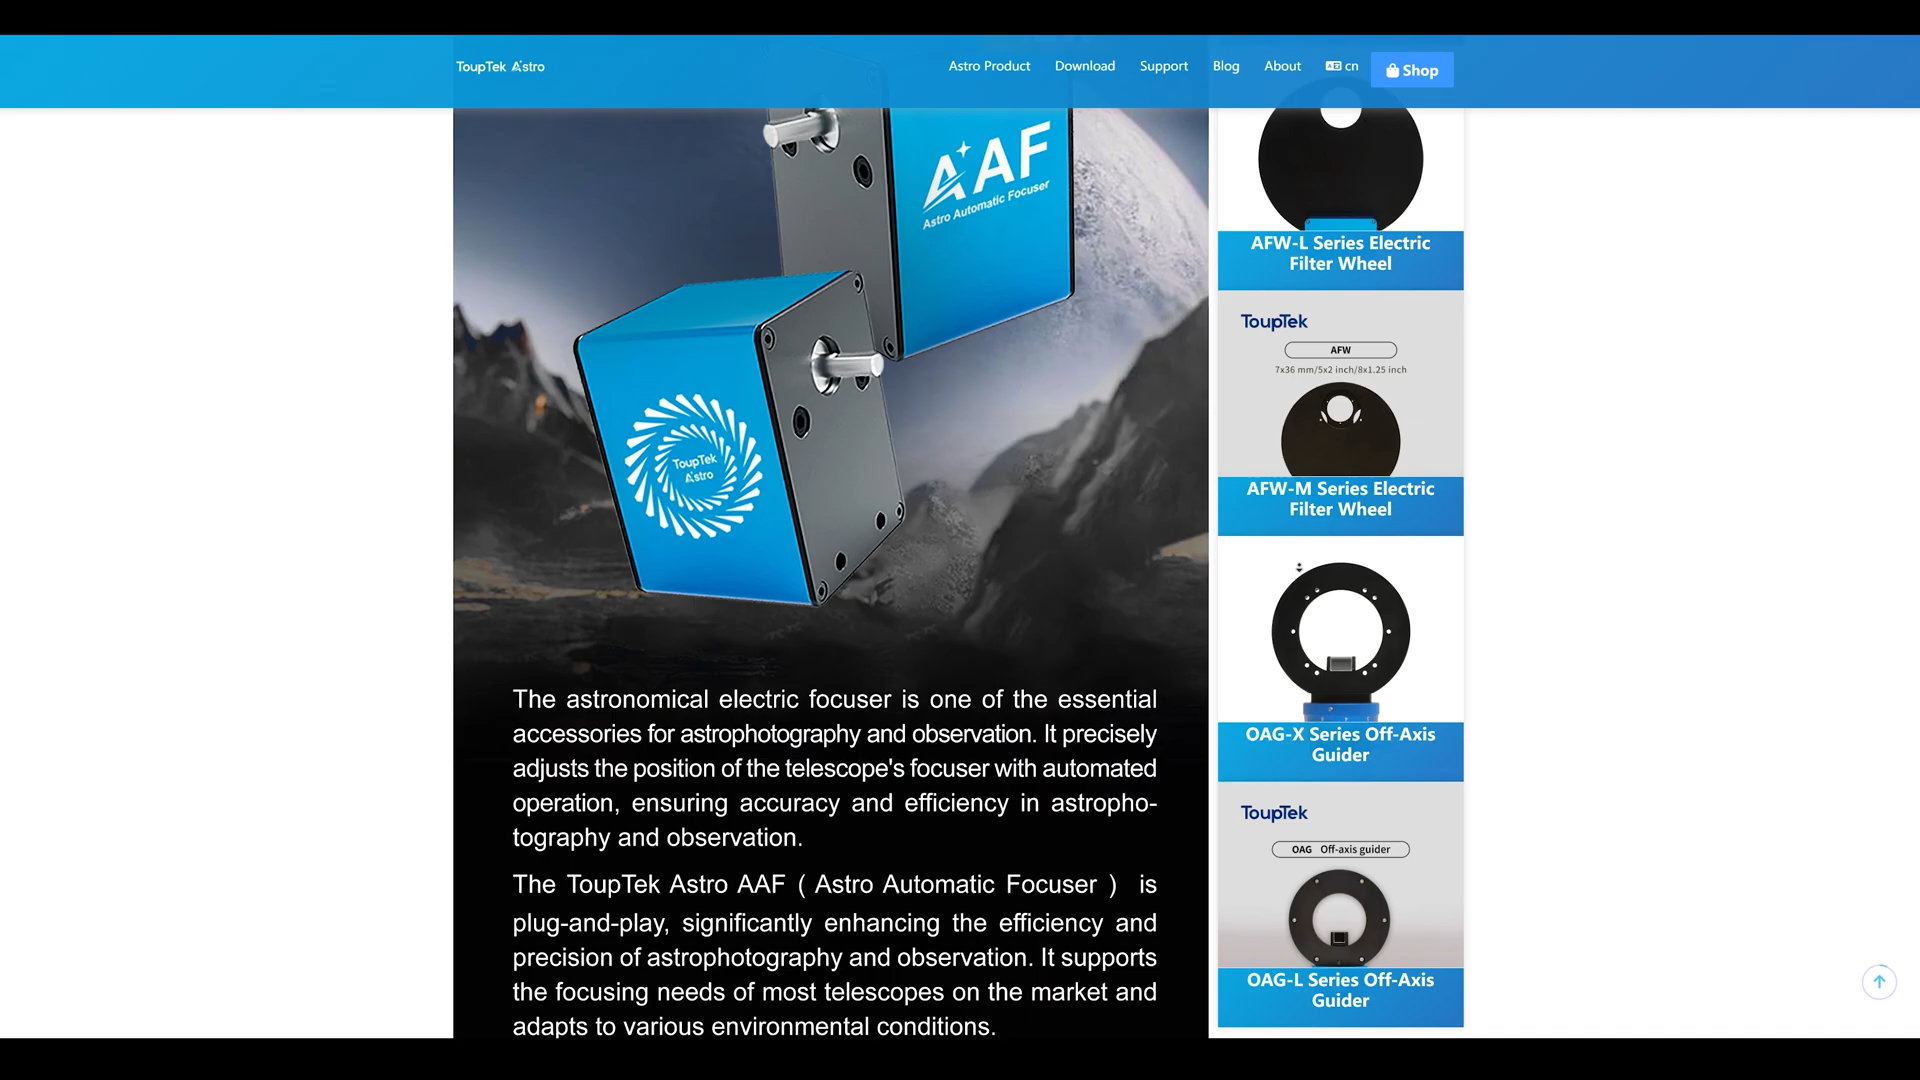 ToupTek Astro
Astro Product
Download
Support
Blog
About
cn
Shop
AAF
Astro Automatic Focuser
ToupTek
Astro
The astronomical electric focuser is one of the essential
accessories for astrophotography and observation. It precisely
adjusts the position of the telescope's focuser with automated
operation, ensuring accuracy and efficiency in astropho-
tography and observation.
The ToupTek Astro AAF ( Astro Automatic Focuser ) is
plug-and-play, significantly enhancing the efficiency and
precision of astrophotography and observation. It supports
the focusing needs of most telescopes on the market and
adapts to various environmental conditions.
AFW-L Series Electric
Filter Wheel
ToupTek
AFW
7x36 mm/5x2 inch/8x1.25 inch
AFW-M Series Electric
Filter Wheel
OAG-X Series Off-Axis
Guider
ToupTek
OAG Off-axis guider
OAG-L Series Off-Axis
Guider